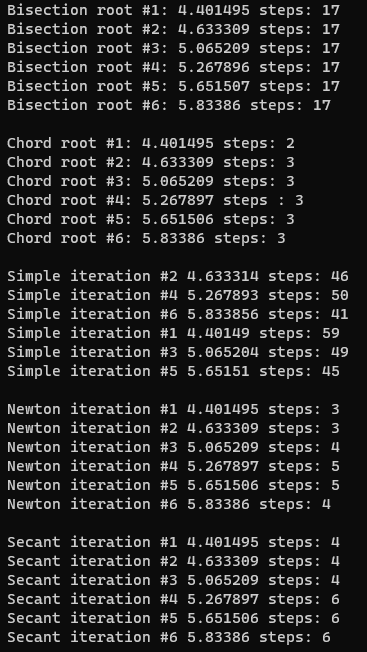 Bisection root #1: 4.401495 steps: 17
Bisection root #2: 4.633309 steps: 17
Bisection root #3: 5.065209 steps: 17
Bisection root #4: 5.267896 steps: 17
Bisection root #5: 5.651507 steps: 17
Bisection root #6: 5.83386 steps: 17
Chord root #1: 4.401495 steps: 2
Chord root #2: 4.633309 steps: 3
Chord root #3: 5.065209 steps: 3
Chord root #4: 5.267897 steps : 3
Chord root #5: 5.651506 steps: 3
Chord root #6: 5.83386 steps: 3
Simple iteration #2 4.633314 steps: 46
Simple iteration #4 5.267893 steps: 50
Simple iteration #6 5.833856 steps: 41
Simple iteration #1 4.40149 steps: 59
Simple iteration #3 5.065204 steps: 49
Simple iteration #5 5.65151 steps: 45
Newton iteration #1 4.401495 steps: 3
Newton iteration #2 4.633309 steps: 3
Newton iteration #3 5.065209 steps: 4
Newton iteration #4 5.267897 steps: 5
Newton iteration #5 5.651506 steps: 5
Newton iteration #6 5.83386 steps: 4
Secant iteration #1 4.401495 steps: 4
Secant iteration #2 4.633309 steps: 4
Secant iteration #3 5.065209 steps: 4
Secant iteration #4 5.267897 steps: 6
Secant iteration #5 5.651506 steps: 6
Secant iteration #6 5.83386 steps: 6